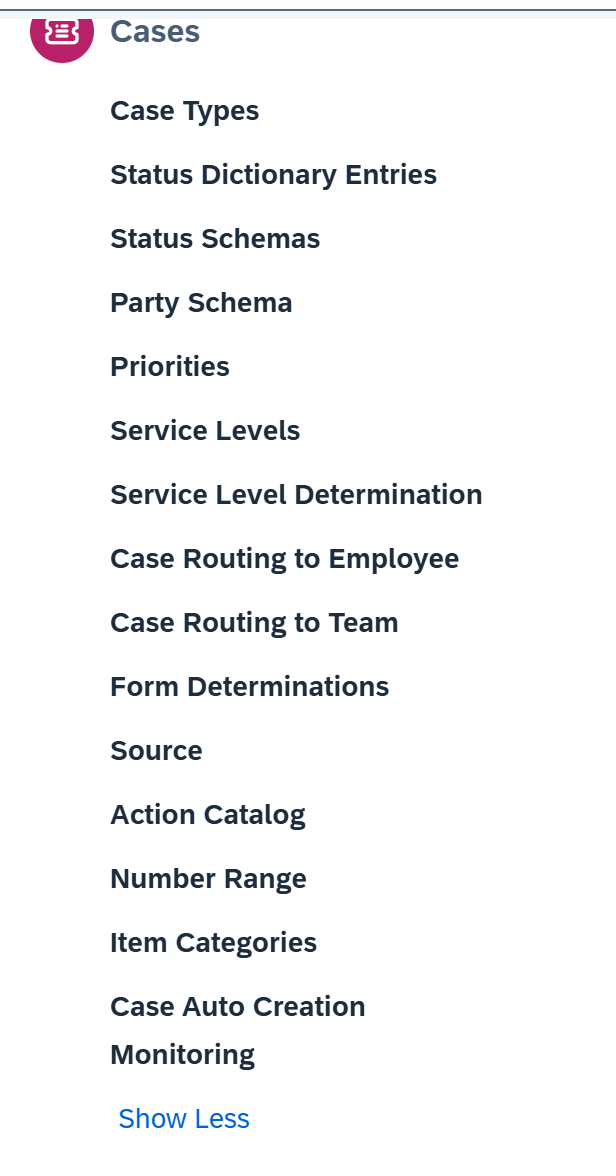 Cases
Case Types
Status Dictionary Entries
Status Schemas
Party Schema
Priorities
Service Levels
Service Level Determination
Case Routing to Employee
Case Routing to Team
Form Determinations
Source
Action Catalog
Number Range
Item Categories
Case Auto Creation
Monitoring
Show Less